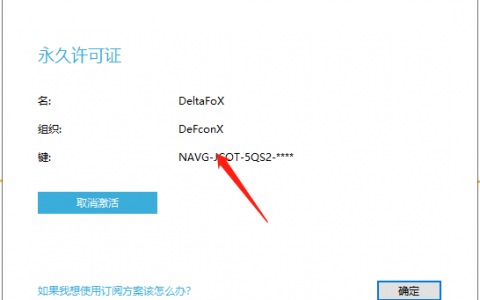 永久许可证
名: DeltaFoX
组织: DeFconX
键: NAVG-JCOT-5QS2-****
取消激活
如果我想使用订阅方案该怎么办?
确定